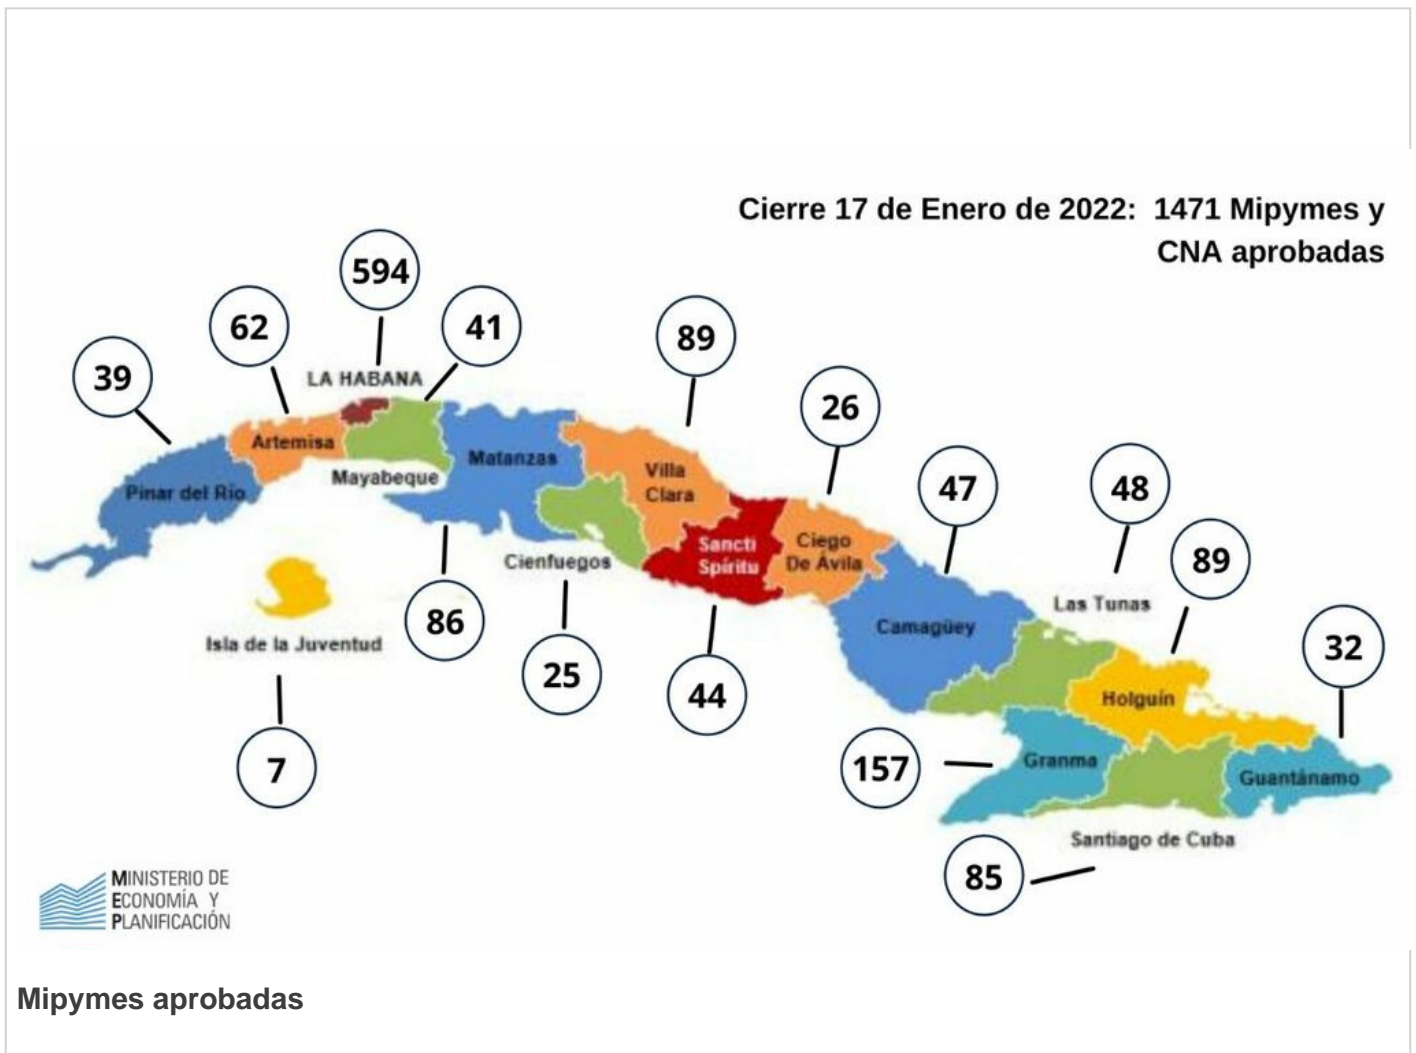 Cierre 17 de Enero de 2022: 1471 Mipymes y
CNA aprobadas
594
62
41
89
39
LA HABANA
26
Artemisa
Mayabeque
Matanzas
Villa
Clara
Pinar del Río
47
48
Sancti
Spíritu
Ciego
De Ávila
Cienfuegos
89
Las Tunas
Isla de la Juventud
86
Camagüey
32
25
44
Holguín
7
157
Granma
Guantánamo
Santiago de Cuba
85
MINISTERIO DE
ECONOMÍA Y
PLANIFICACIÓN
Mipymes aprobadas